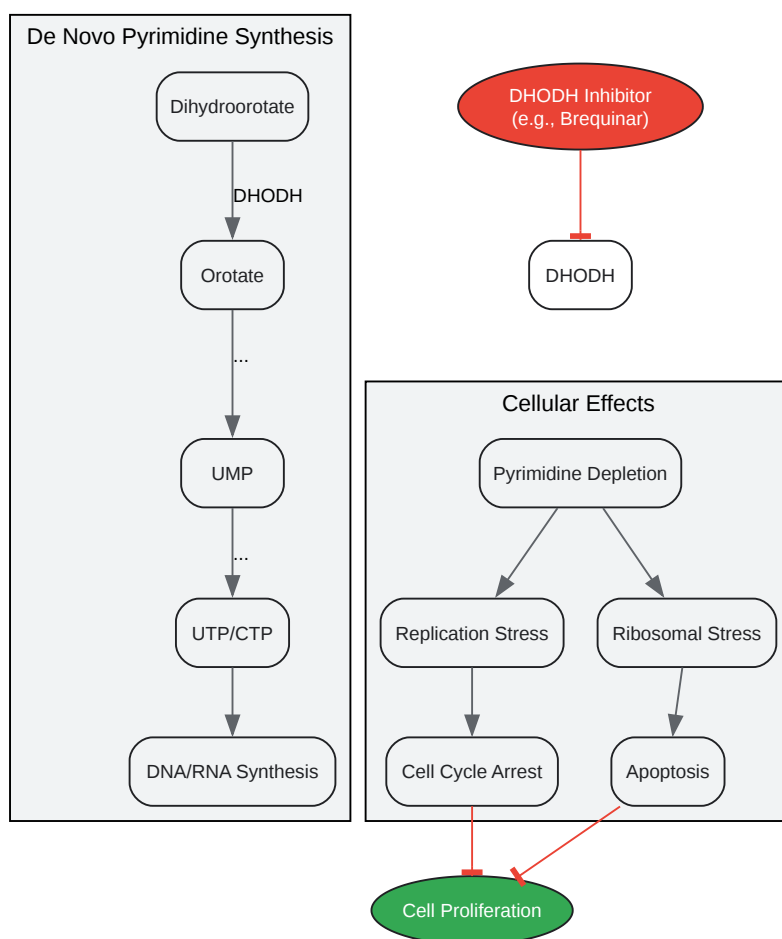 De Novo Pyrimidine Synthesis
Dihydroorotate
DHODH
Orotate
...
UMP
...
UTP/CTP
DNA/RNA Synthesis
DHODH Inhibitor
(e.g., Brequinar)
DHODH
Cellular Effects
Pyrimidine Depletion
Replication Stress
Ribosomal Stress
Cell Cycle Arrest
Apoptosis
Cell Proliferation